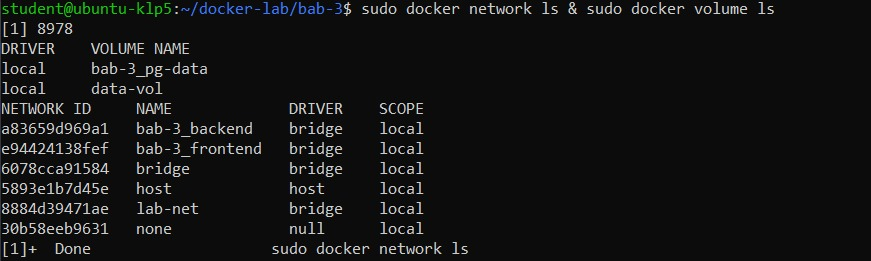 student@ubuntu-klp5:~/docker-lab/bab-3$ sudo docker network ls & sudo docker volume ls
[1] 8978
DRIVER    VOLUME NAME
local     bab-3_pg-data
local     data-vol
NETWORK ID     NAME             DRIVER    SCOPE
a83659d969a1   bab-3_backend    bridge    local
e94424138fef   bab-3_frontend   bridge    local
6078cca91584   bridge           bridge    local
5893e1b7d45e   host             host      local
8884d39471ae   lab-net          bridge    local
30b58eeb9631   none             null      local
[1]+  Done                    sudo docker network ls